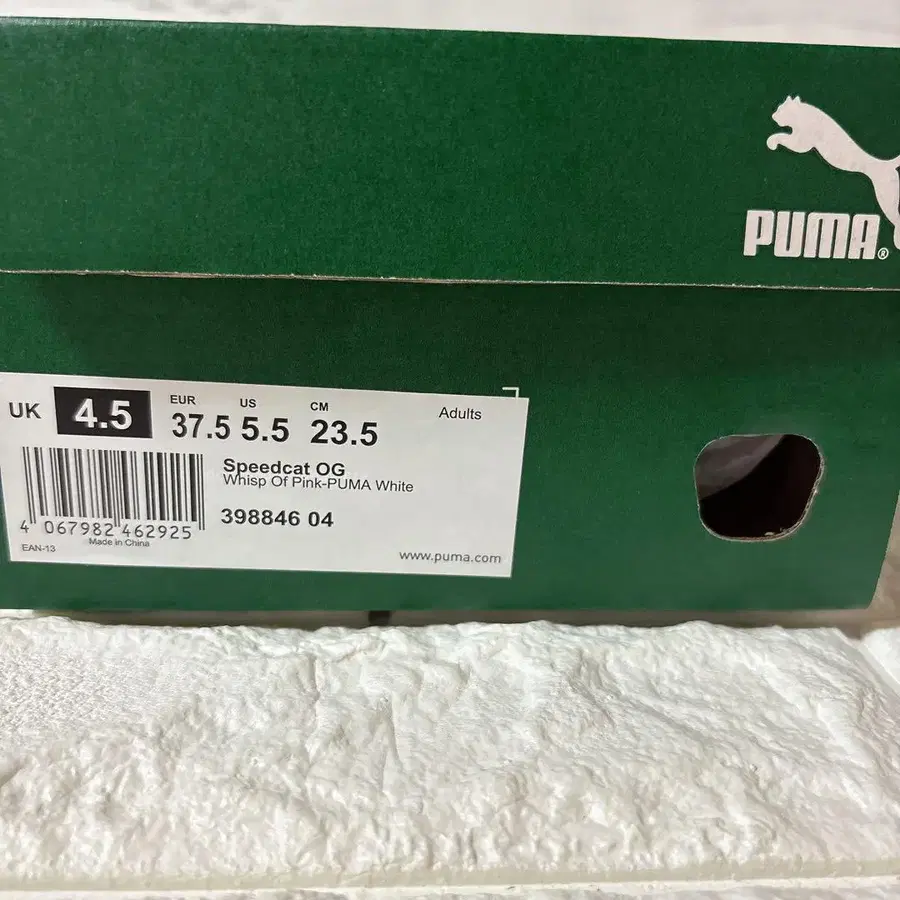 PUMA®
UK 4.5 EUR 37.5 US 5.5 CM 23.5 Adults
Speedcat OG
Whisp Of Pink-PUMA White
398846 04
4 067982 462925
Made in China
EAN-13
www.puma.com